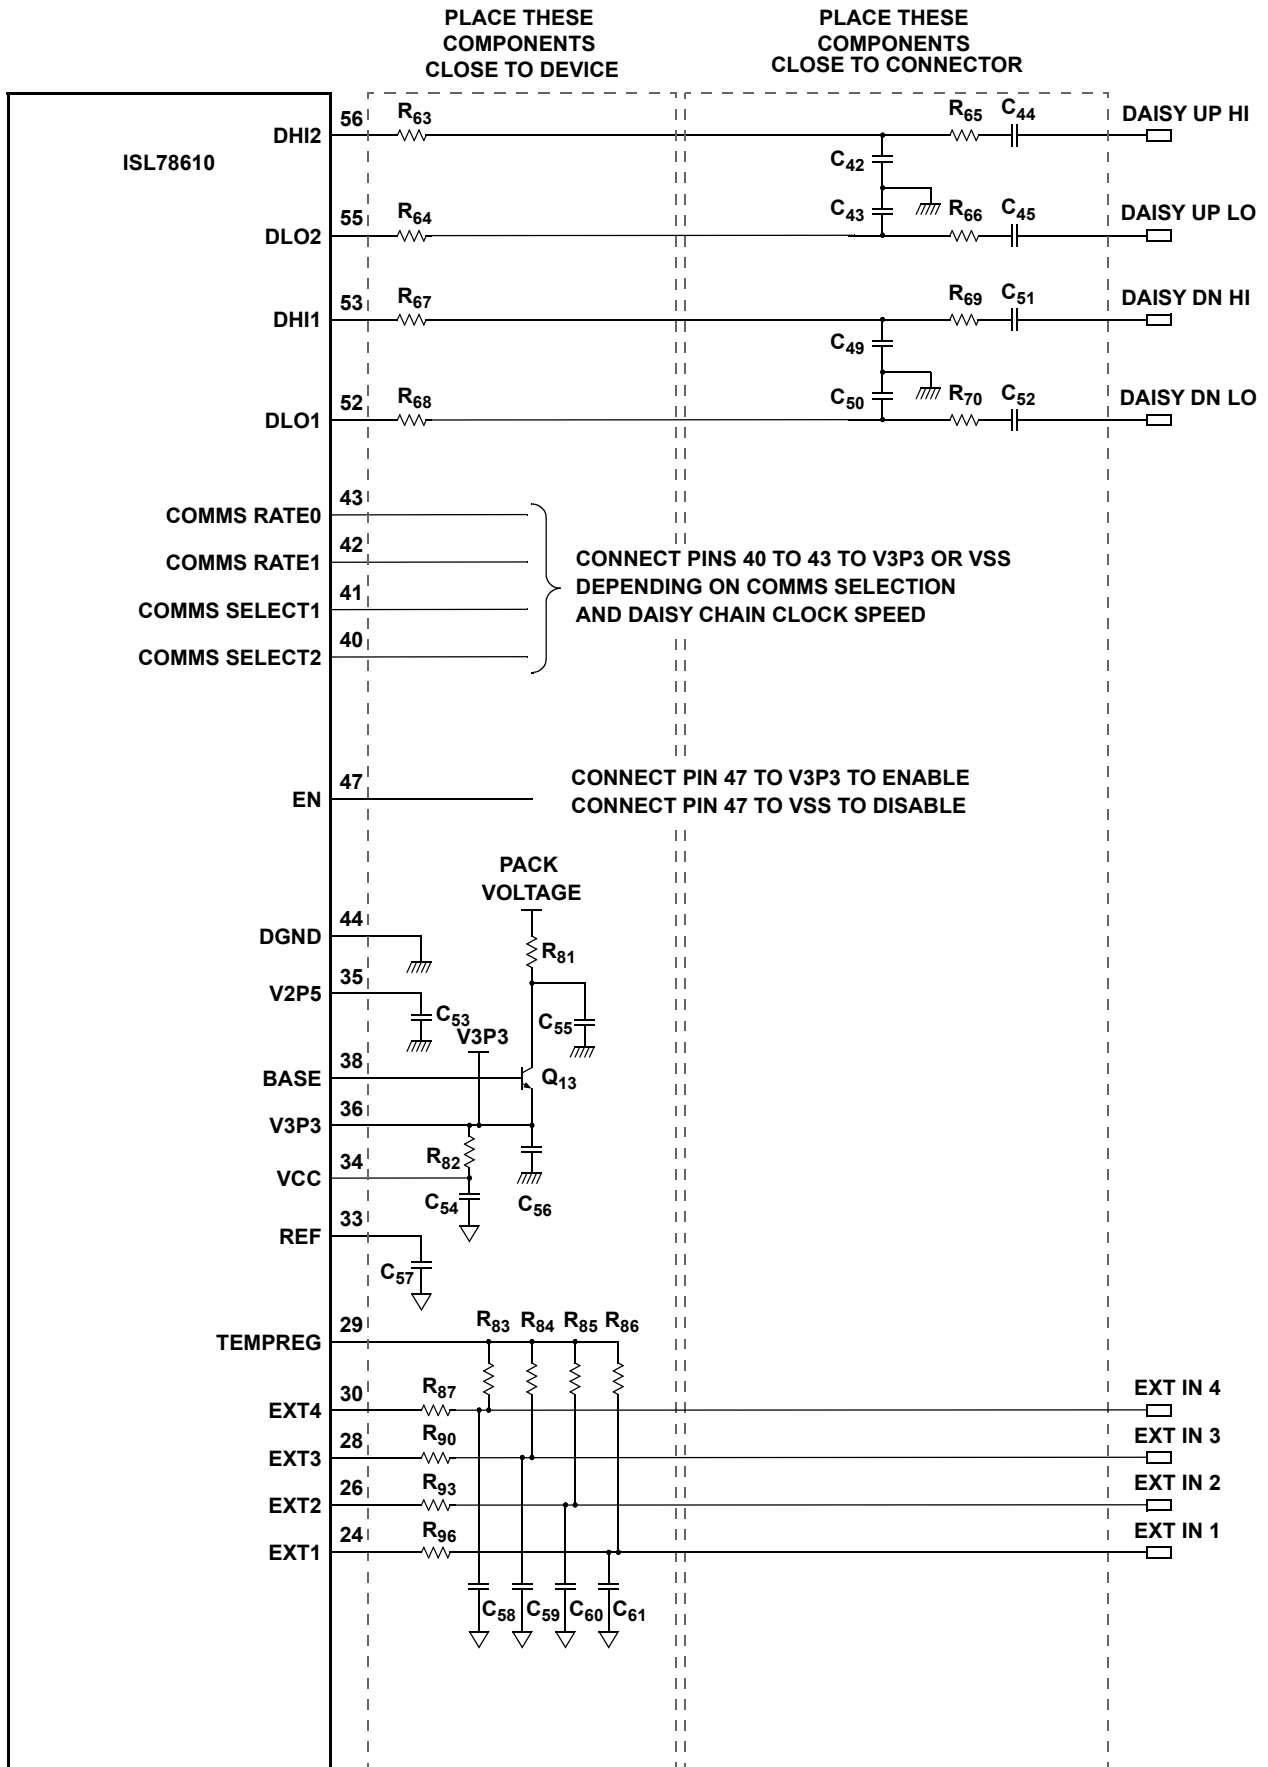 PLACE THESE
COMPONENTS
CLOSE TO DEVICE
PLACE THESE
COMPONENTS
CLOSE TO CONNECTOR
ISL78610
DHI2 56 R63 C42 R65 C44 DAISY UP HI
DLO2 55 R64 C43 R66 C45 DAISY UP LO
DHI1 53 R67 C49 R69 C51 DAISY DN HI
DLO1 52 R68 C50 R70 C52 DAISY DN LO
COMMS RATE0 43
COMMS RATE1 42
COMMS SELECT1 41
COMMS SELECT2 40
CONNECT PINS 40 TO 43 TO V3P3 OR VSS
DEPENDING ON COMMS SELECTION
AND DAISY CHAIN CLOCK SPEED
EN 47
CONNECT PIN 47 TO V3P3 TO ENABLE
CONNECT PIN 47 TO VSS TO DISABLE
PACK
VOLTAGE
DGND 44
R81
V2P5 35
C53
V3P3
C55
BASE 38
Q13
V3P3 36
R82
VCC 34
C54
C56
REF 33
C57
TEMPREG 29
R83 R84 R85 R86
EXT4 30 R87 EXT IN 4
EXT3 28 R90 EXT IN 3
EXT2 26 R93 EXT IN 2
EXT1 24 R96 EXT IN 1
C58 C59 C60 C61